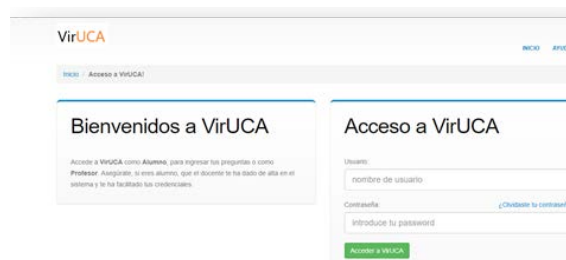 VirUCA
INICIO AYUD
Inicio / Acceso a VirUCA!
Bienvenidos a VirUCA
Accede a VirUCA como Alumno, para ingresar tus preguntas o como
Profesor. Asegúrate, si eres alumno, que el docente te ha dado de alta en el
sistema y te ha facilitado tus credenciales.
Acceso a VirUCA
Usuario:
nombre de usuario
Contraseña: ¿Olvidaste tu contraseñ
introduce tu password
Acceder a VirUCA